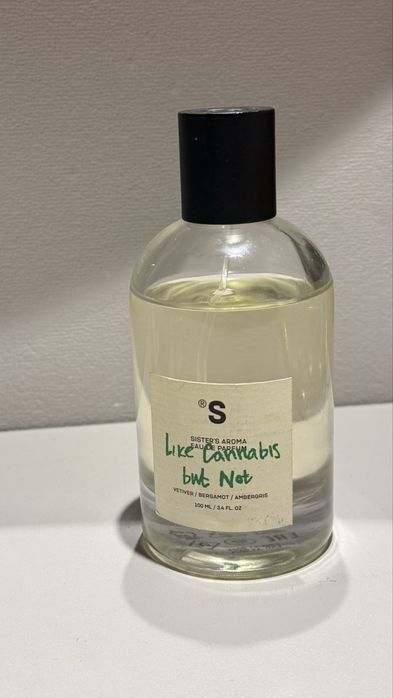 ®S
SISTER'S AROMA
EAU DE PARFUM
Like Cannabis
but Not
VETIVER / BERGAMOT / AMBERGRIS
100 ML / 3.4 FL. OZ